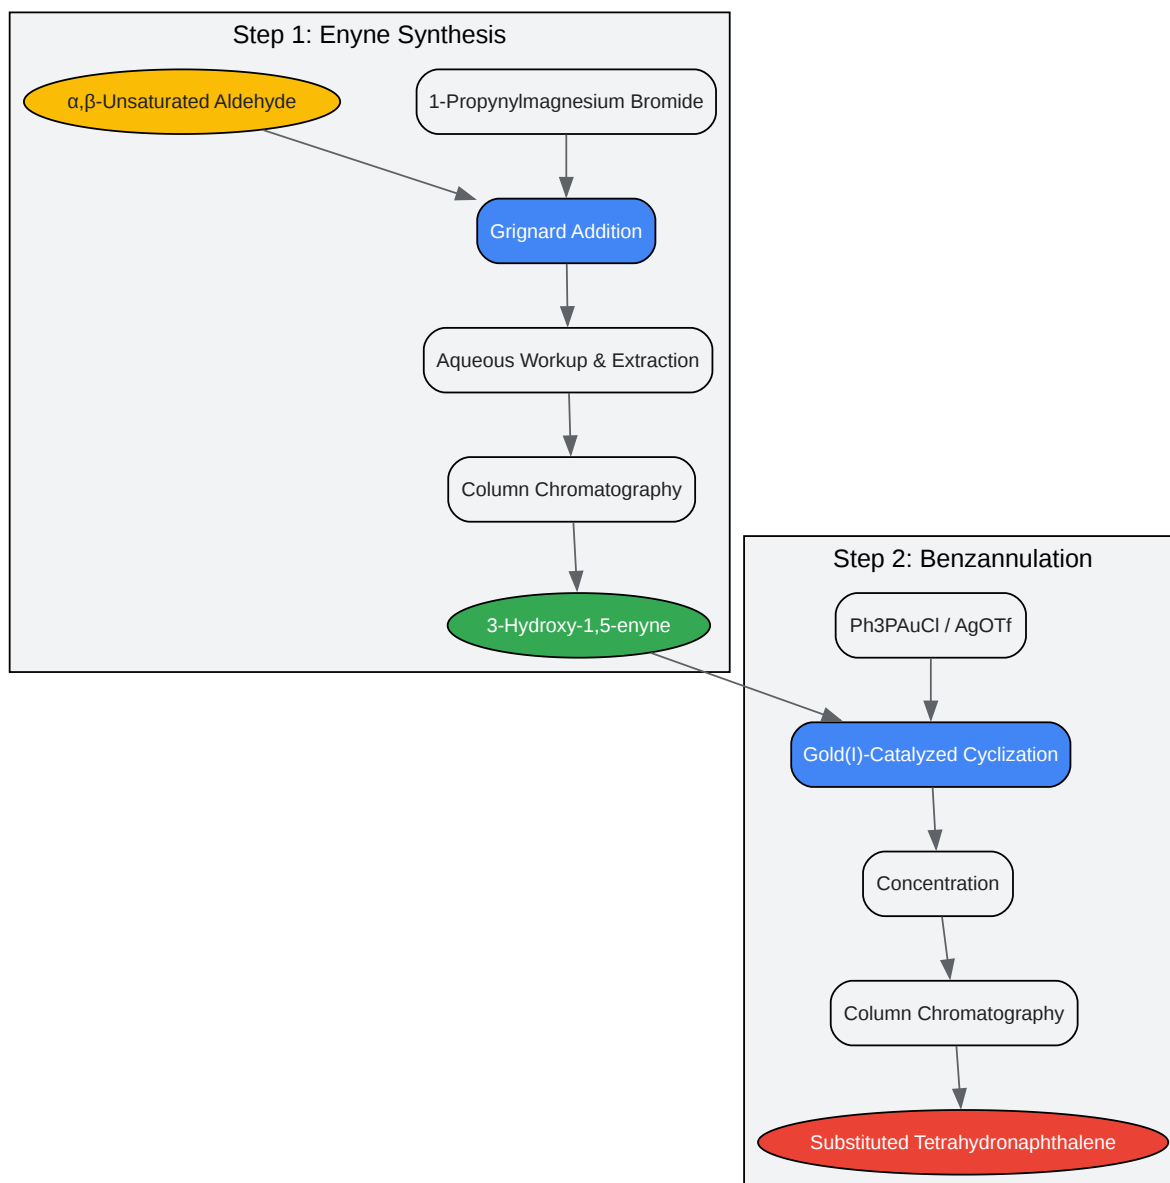 Step 1: Enyne Synthesis
α,β-Unsaturated Aldehyde
1-Propynylmagnesium Bromide
Grignard Addition
Aqueous Workup & Extraction
Column Chromatography
3-Hydroxy-1,5-enyne
Step 2: Benzannulation
Ph3PAuCl / AgOTf
Gold(I)-Catalyzed Cyclization
Concentration
Column Chromatography
Substituted Tetrahydronaphthalene